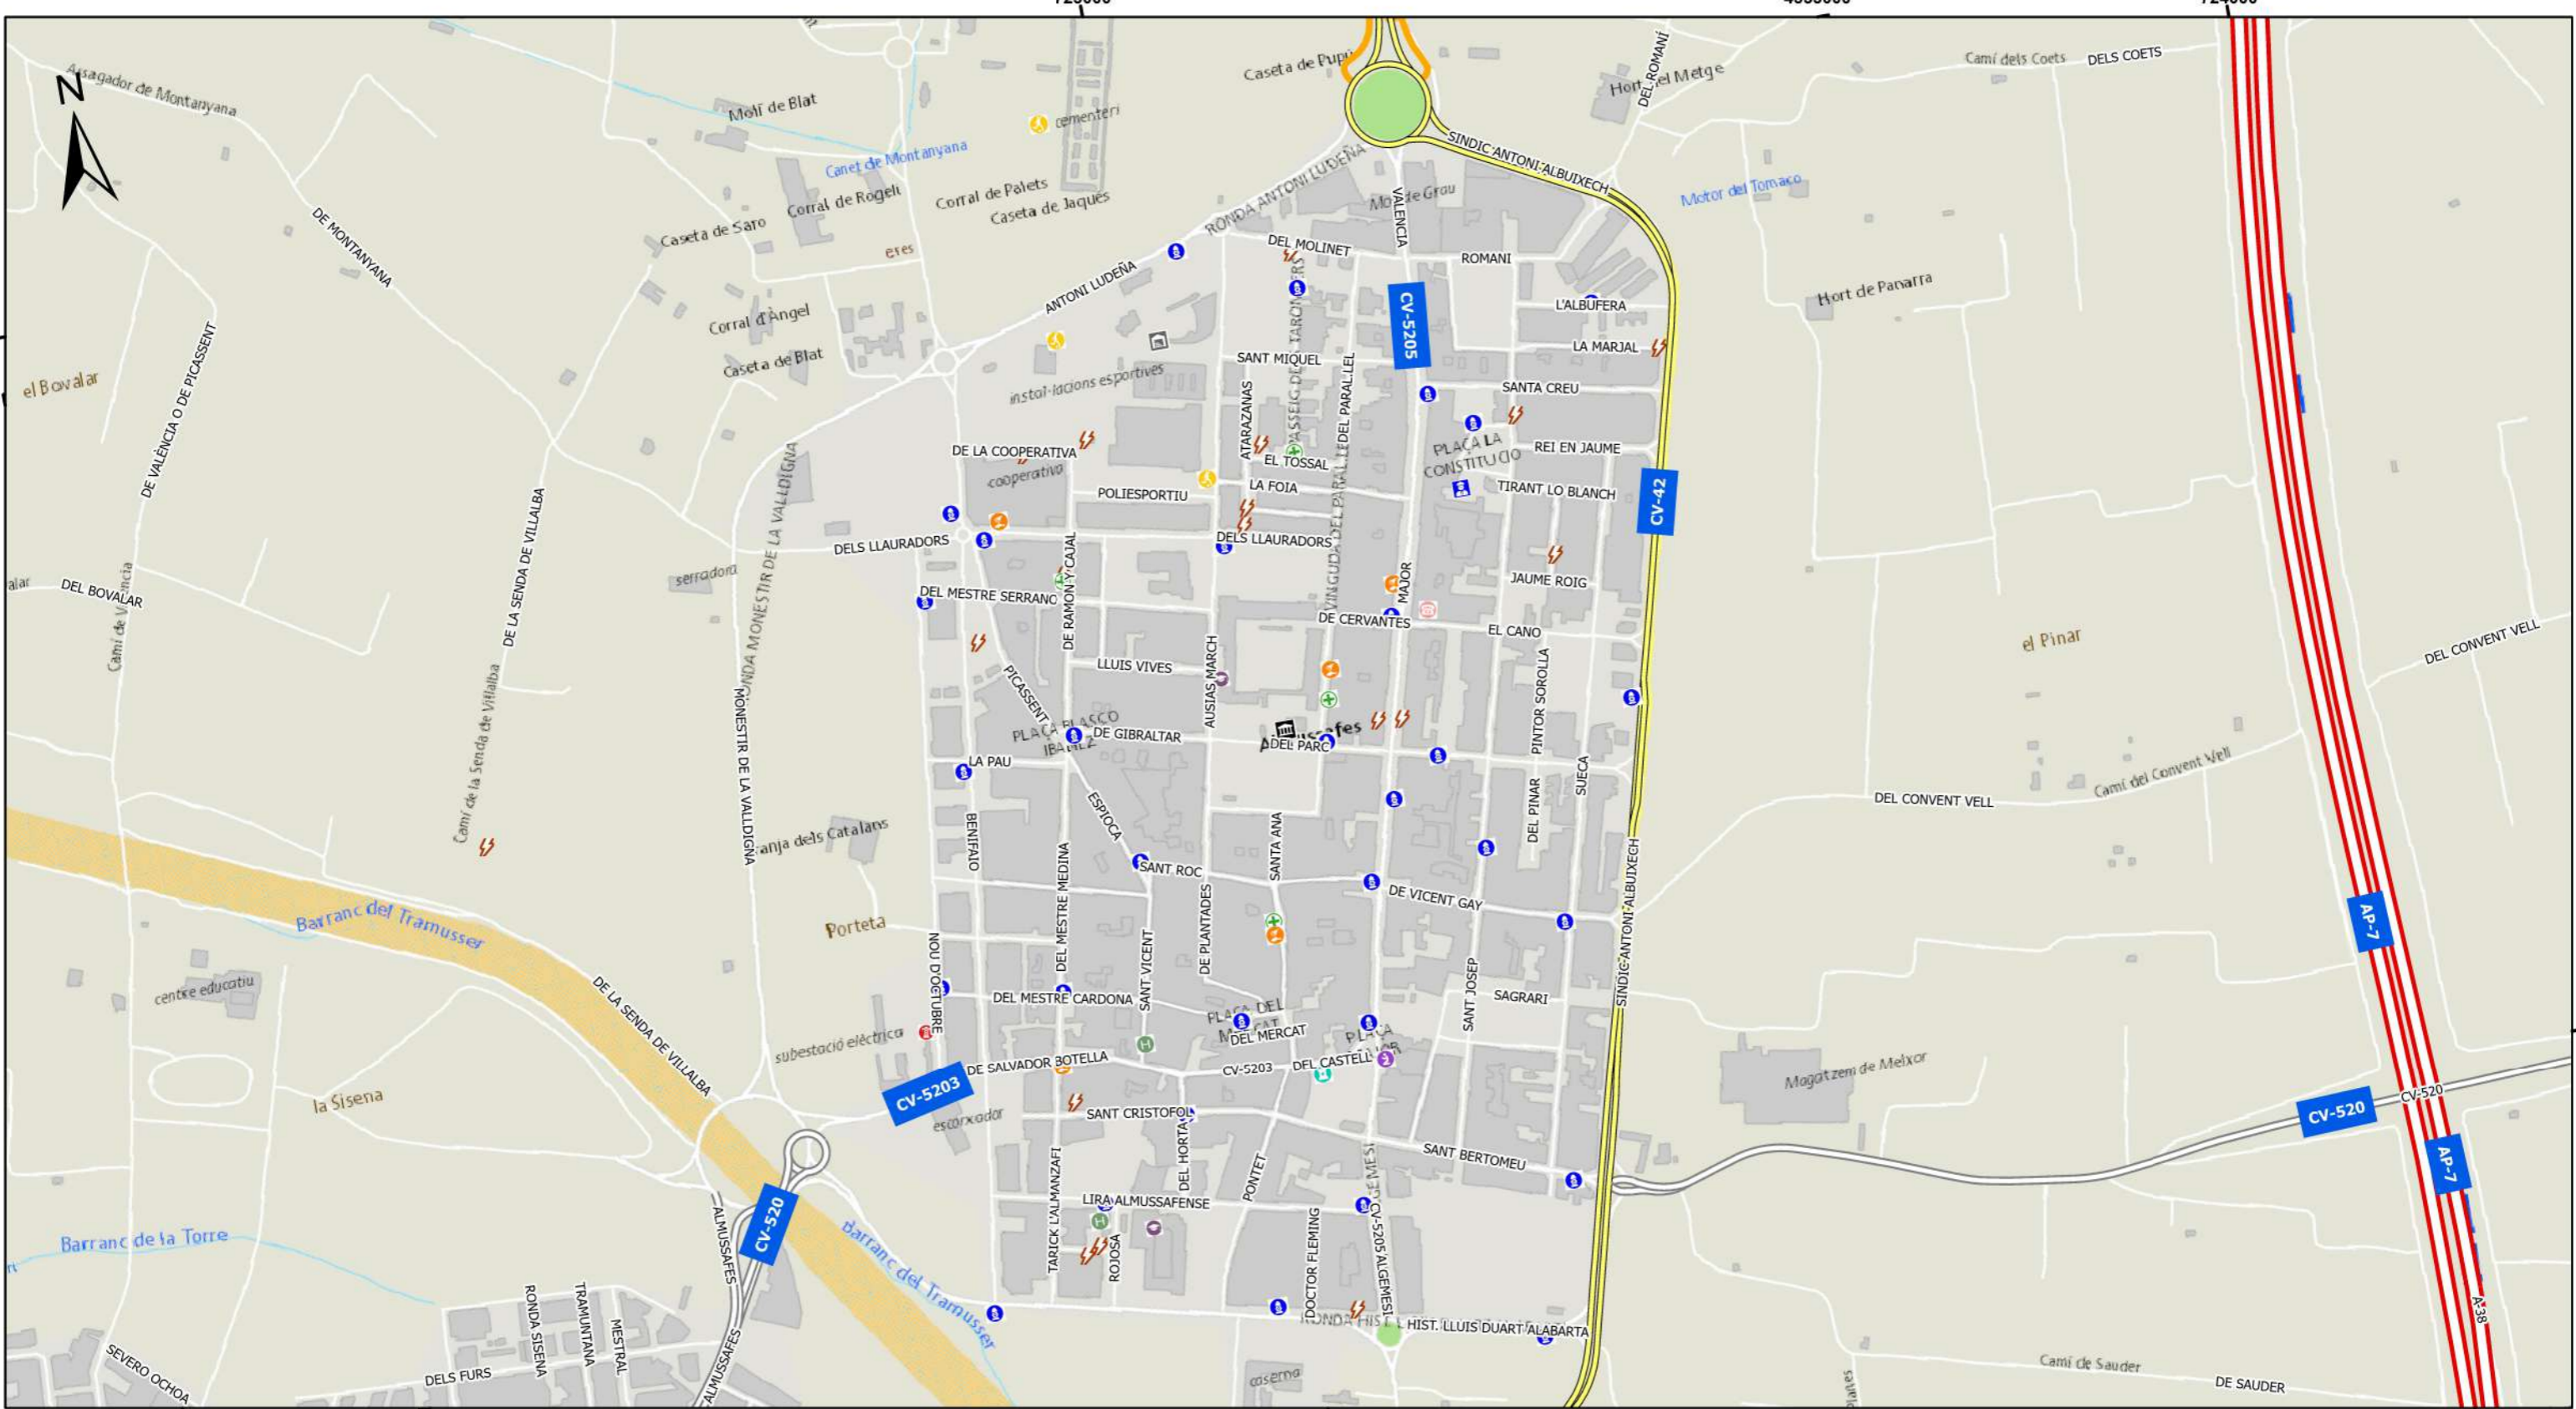 N
Assagador de Montanyana
Molí de Blat
cementeri
Caseta de Pupú
DEL ROMANÍ
Hort del Metge
Camí dels Coets
DELS COETS
Canet de Montanyana
Corral de Rogelí
Corral de Palets
Caseta de Jaqués
RONDA ANTONI LUDEÑA
SINDIC ANTONI ALBUIXECH
VALENCIA
Motor del Tomaco
DE MONTANYANA
Caseta de Saro
eres
ANTONI LUDEÑA
DEL MOLINET
ROMANI
L'ALBUFERA
Hort de Panarra
Corral d'Àngel
CV-5205
LA MARJAL
Caseta de Blat
SANT MIQUEL
instal·lacions esportives
SANTA CREU
el Bovalar
DE VALÈNCIA O DE PICASSENT
ATARAZANAS
DEL PARAL.LEL
DE LA COOPERATIVA
cooperativa
EL TOSSAL
PLAÇA LA
CONSTITUCIO
REI EN JAUME
CV-42
POLIESPORTIU
LA FOIA
TIRANT LO BLANCH
DELS LLAURADORS
DELS LLAURADORS
serradora
RONDA MONESTIR DE LA VALLDIGNA
DE LA SENDA DE VILLALBA
DEL BOVALAR
Camí de València
DEL MESTRE SERRANO
DE RAMON Y CAJAL
MAJOR
JAUME ROIG
DE CERVANTES
EL CANO
el Pinar
DEL CONVENT VELL
LLUIS VIVES
AUSIAS MARCH
PICASSENT
PINTOR SOROLLA
MONESTIR DE LA VALLDIGNA
Camí de la Senda de Villalba
PLAÇA BLASCO
IBAÑEZ
DE GIBRALTAR
Almussafes
DEL PARC
LA PAU
SUECA
Camí del Convent Vell
DEL CONVENT VELL
ESPIOCA
BENIFAIO
SANTA ANA
DEL PINAR
SANT ROC
DE VICENT GAY
Barranc del Tramusser
Porteta
DEL MESTRE MEDINA
DE PLANTADES
SINDIC ANTONI ALBUIXECH
AP-7
NOU D'OCTUBRE
SANT VICENT
SANT JOSEP
centre educatiu
DE LA SENDA DE VILLALBA
DEL MESTRE CARDONA
SAGRARI
PLAÇA DEL
MERCAT
DEL MERCAT
subestació elèctrica
DE SALVADOR BOTELLA
CV-5203
DEL CASTELL
Magatzem de Melxor
la Sisena
CV-5203
escorxador
SANT CRISTOFOL
CV-520
CV-520
DEL HORTA
SANT BERTOMEU
AP-7
TARICK L'ALMANZAFI
PONTET
LIRA ALMUSSAFENSE
CV-520
ALMUSSAFES
Barranc de la Torre
Barranc del Tramusser
ROJOSA
DOCTOR FLEMING
CV-5205 ALGEMESI
A-38
RONDA SISENA
TRAMUNTANA
MESTRAL
HIST. LLUIS DUART ALABARTA
SEVERO OCHOA
DELS FURS
ALMUSSAFES
caserna
Camí de Sauder
DE SAUDER